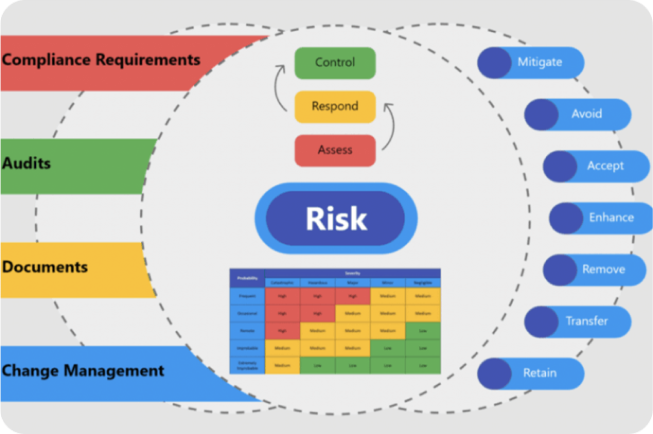 Compliance Requirements
Audits
Documents
Change Management
Control
Respond
Assess
Risk
Probability Severity
Catastrophic Hazardous Major Minor Negligible
Frequent High High High Medium Medium
Occasional High High Medium Medium Medium
Remote High Medium Medium Medium Low
Improbable Medium Medium Medium Low Low
Extremely Improbable Medium Low Low Low Low
Mitigate
Avoid
Accept
Enhance
Remove
Transfer
Retain